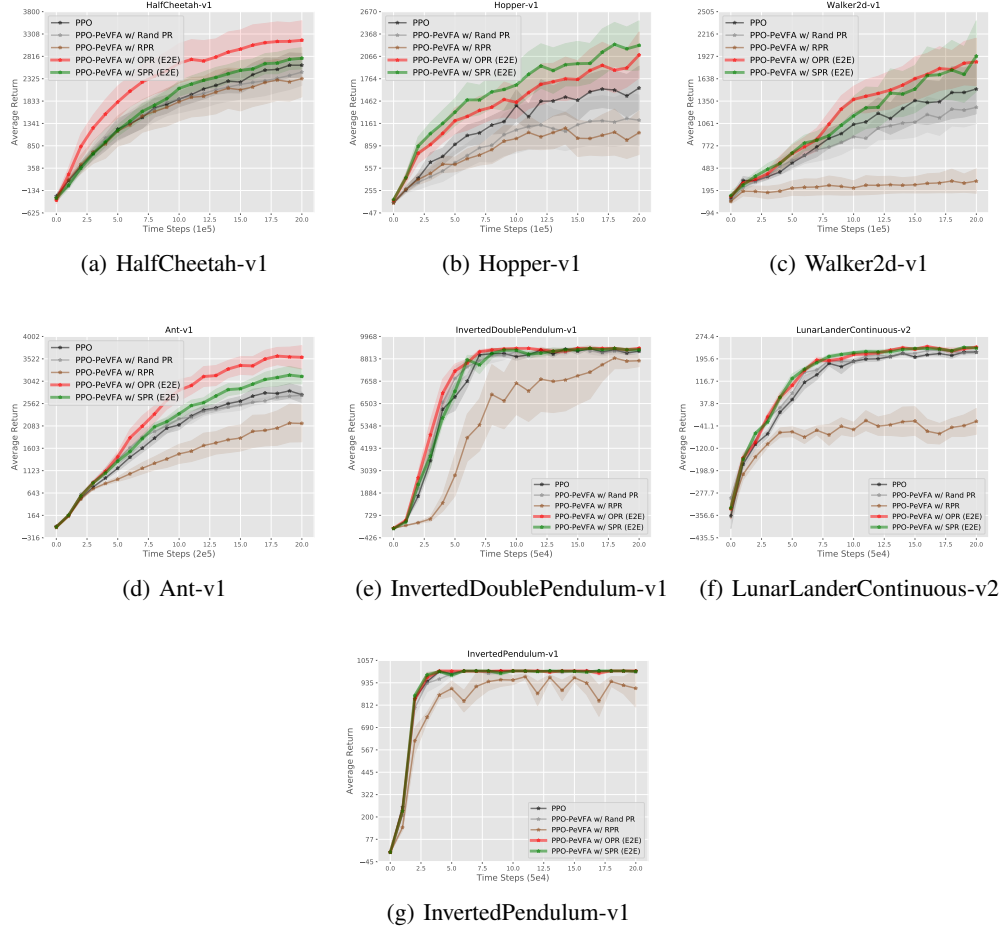 HalfCheetah-v1
3800
3308
2816
2325
1833
1341
850
358
−134
−625
Average Return
PPO
PPO-PeVFA w/ Rand PR
PPO-PeVFA w/ RPR
PPO-PeVFA w/ OPR (E2E)
PPO-PeVFA w/ SPR (E2E)
0.0 2.5 5.0 7.5 10.0 12.5 15.0 17.5 20.0
Time Steps (1e5)
(a) HalfCheetah-v1
Hopper-v1
2670
2368
2066
1764
1462
1161
859
557
255
−47
Average Return
PPO
PPO-PeVFA w/ Rand PR
PPO-PeVFA w/ RPR
PPO-PeVFA w/ OPR (E2E)
PPO-PeVFA w/ SPR (E2E)
0.0 2.5 5.0 7.5 10.0 12.5 15.0 17.5 20.0
Time Steps (1e5)
(b) Hopper-v1
Walker2d-v1
2505
2216
1927
1638
1350
1061
772
483
195
−94
Average Return
PPO
PPO-PeVFA w/ Rand PR
PPO-PeVFA w/ RPR
PPO-PeVFA w/ OPR (E2E)
PPO-PeVFA w/ SPR (E2E)
0.0 2.5 5.0 7.5 10.0 12.5 15.0 17.5 20.0
Time Steps (1e5)
(c) Walker2d-v1
Ant-v1
4002
3522
3042
2562
2083
1603
1123
643
164
−316
Average Return
PPO
PPO-PeVFA w/ Rand PR
PPO-PeVFA w/ RPR
PPO-PeVFA w/ OPR (E2E)
PPO-PeVFA w/ SPR (E2E)
0.0 2.5 5.0 7.5 10.0 12.5 15.0 17.5 20.0
Time Steps (2e5)
(d) Ant-v1
InvertedDoublePendulum-v1
9968
8813
7658
6503
5348
4193
3039
1884
729
−426
Average Return
PPO
PPO-PeVFA w/ Rand PR
PPO-PeVFA w/ RPR
PPO-PeVFA w/ OPR (E2E)
PPO-PeVFA w/ SPR (E2E)
0.0 2.5 5.0 7.5 10.0 12.5 15.0 17.5 20.0
Time Steps (5e4)
(e) InvertedDoublePendulum-v1
LunarLanderContinuous-v2
274.4
195.6
116.7
37.8
−41.1
−120.0
−198.9
−277.7
−356.6
−435.5
Average Return
PPO
PPO-PeVFA w/ Rand PR
PPO-PeVFA w/ RPR
PPO-PeVFA w/ OPR (E2E)
PPO-PeVFA w/ SPR (E2E)
0.0 2.5 5.0 7.5 10.0 12.5 15.0 17.5 20.0
Time Steps (5e4)
(f) LunarLanderContinuous-v2
InvertedPendulum-v1
1057
935
812
690
567
445
322
200
77
−45
Average Return
PPO
PPO-PeVFA w/ Rand PR
PPO-PeVFA w/ RPR
PPO-PeVFA w/ OPR (E2E)
PPO-PeVFA w/ SPR (E2E)
0.0 2.5 5.0 7.5 10.0 12.5 15.0 17.5 20.0
Time Steps (5e4)
(g) InvertedPendulum-v1